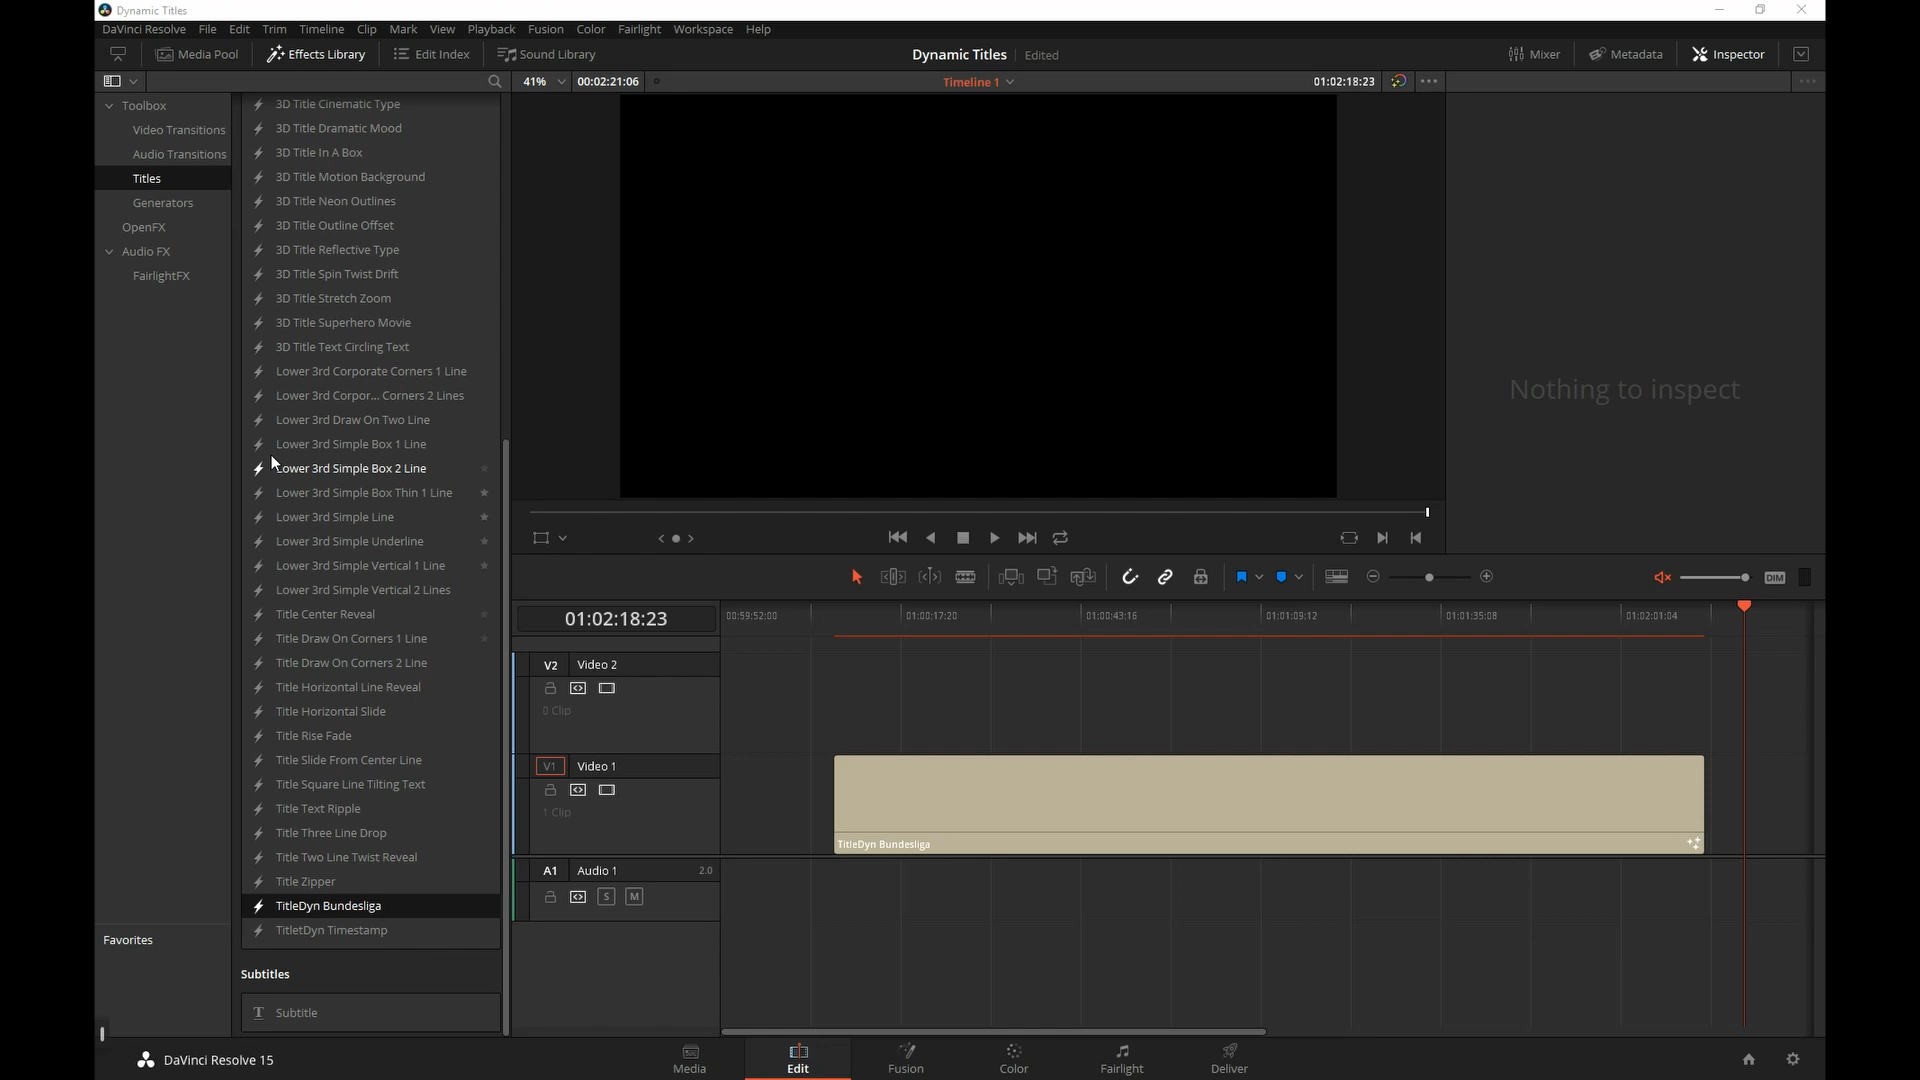 Dynamic Titles
DaVinci Resolve File Edit Trim Timeline Clip Mark View Playback Fusion Color Fairlight Workspace Help
Media Pool Effects Library Edit Index Sound Library Dynamic Titles Edited Mixer Metadata Inspector
41% 00:02:21:06 Timeline 1 01:02:18:23
Toolbox
Video Transitions
Audio Transitions
Titles
Generators
OpenFX
Audio FX
FairlightFX
Favorites
3D Title Cinematic Type
3D Title Dramatic Mood
3D Title In A Box
3D Title Motion Background
3D Title Neon Outlines
3D Title Outline Offset
3D Title Reflective Type
3D Title Spin Twist Drift
3D Title Stretch Zoom
3D Title Superhero Movie
3D Title Text Circling Text
Lower 3rd Corporate Corners 1 Line
Lower 3rd Corpor... Corners 2 Lines
Lower 3rd Draw On Two Line
Lower 3rd Simple Box 1 Line
Lower 3rd Simple Box 2 Line
Lower 3rd Simple Box Thin 1 Line
Lower 3rd Simple Line
Lower 3rd Simple Underline
Lower 3rd Simple Vertical 1 Line
Lower 3rd Simple Vertical 2 Lines
Title Center Reveal
Title Draw On Corners 1 Line
Title Draw On Corners 2 Line
Title Horizontal Line Reveal
Title Horizontal Slide
Title Rise Fade
Title Slide From Center Line
Title Square Line Tilting Text
Title Text Ripple
Title Three Line Drop
Title Two Line Twist Reveal
Title Zipper
TitleDyn Bundesliga
TitletDyn Timestamp
Subtitles
T Subtitle
Nothing to inspect
DIM
01:02:18:23 00:59:52:00 01:00:17:20 01:00:43:16 01:01:09:12 01:01:35:08 01:02:01:04
V2 Video 2
0 Clip
V1 Video 1
1 Clip
TitleDyn Bundesliga
A1 Audio 1 2.0
S M
DaVinci Resolve 15
Media Edit Fusion Color Fairlight Deliver